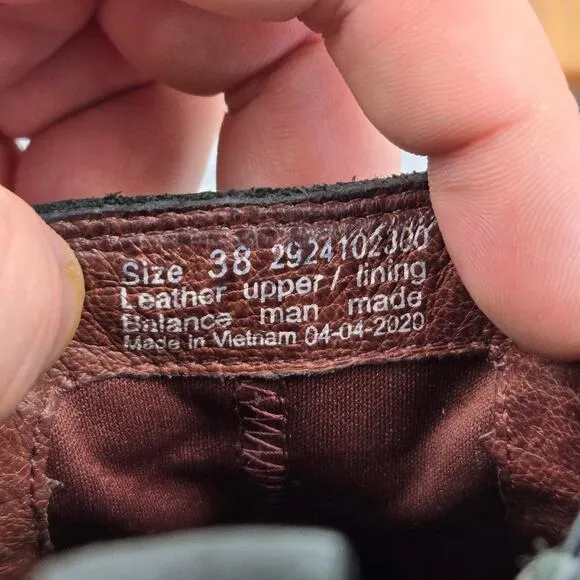 Size 38 2924102300
Leather upper / lining
Balance man made
Made in Vietnam 04-04-2020